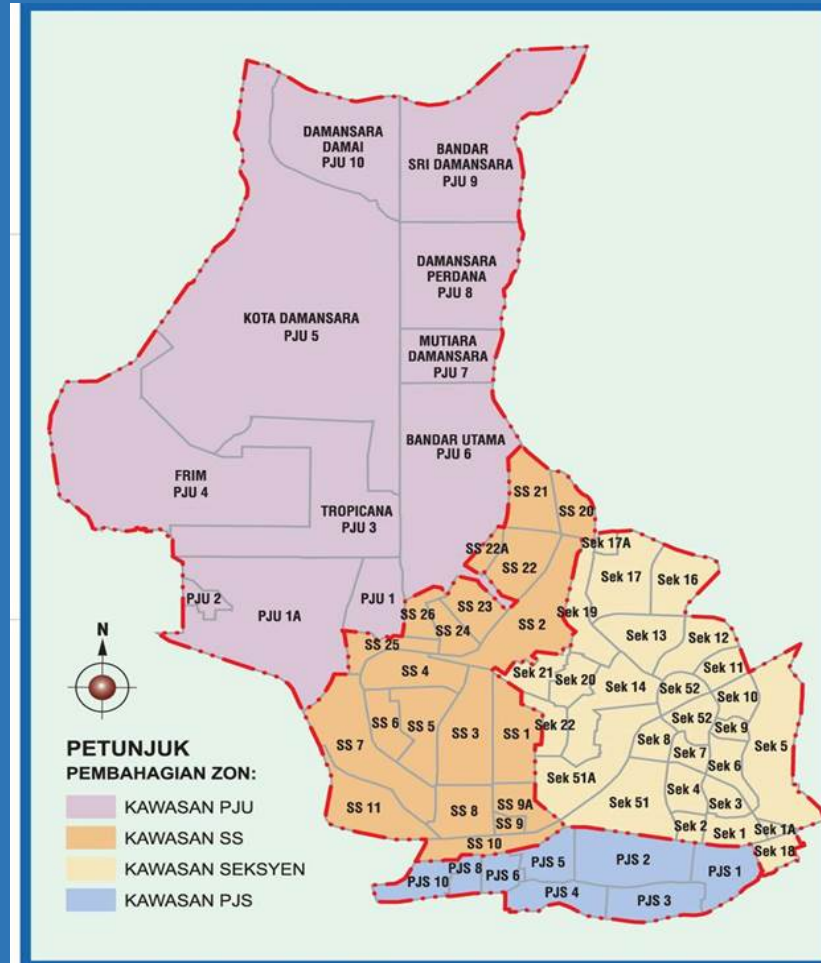 DAMANSARA
DAMAI
PJU 10
BANDAR
SRI DAMANSARA
PJU 9
DAMANSARA
PERDANA
PJU 8
KOTA DAMANSARA
PJU 5
MUTIARA
DAMANSARA
PJU 7
BANDAR UTAMA
PJU 6
FRIM
PJU 4
TROPICANA
PJU 3
SS 21
SS 20
SS 22A
SS 22
Sek 17A
Sek 17
Sek 16
PJU 2
PJU 1A
PJU 1
SS 26
SS 23
SS 24
SS 2
Sek 19
Sek 13
Sek 12
SS 25
SS 4
Sek 21
Sek 20
Sek 14
Sek 52
Sek 11
Sek 10
N
SS 7
SS 6
SS 5
SS 3
SS 1
Sek 22
Sek 8
Sek 52
Sek 9
Sek 7
Sek 6
Sek 5
Sek 51A
Sek 51
Sek 4
Sek 3
SS 11
SS 8
SS 9A
SS 9
Sek 2
Sek 1
Sek 1A
Sek 18
SS 10
PJS 10
PJS 8
PJS 6
PJS 5
PJS 4
PJS 2
PJS 3
PJS 1
PETUNJUK
PEMBAHAGIAN ZON:
KAWASAN PJU
KAWASAN SS
KAWASAN SEKSYEN
KAWASAN PJS